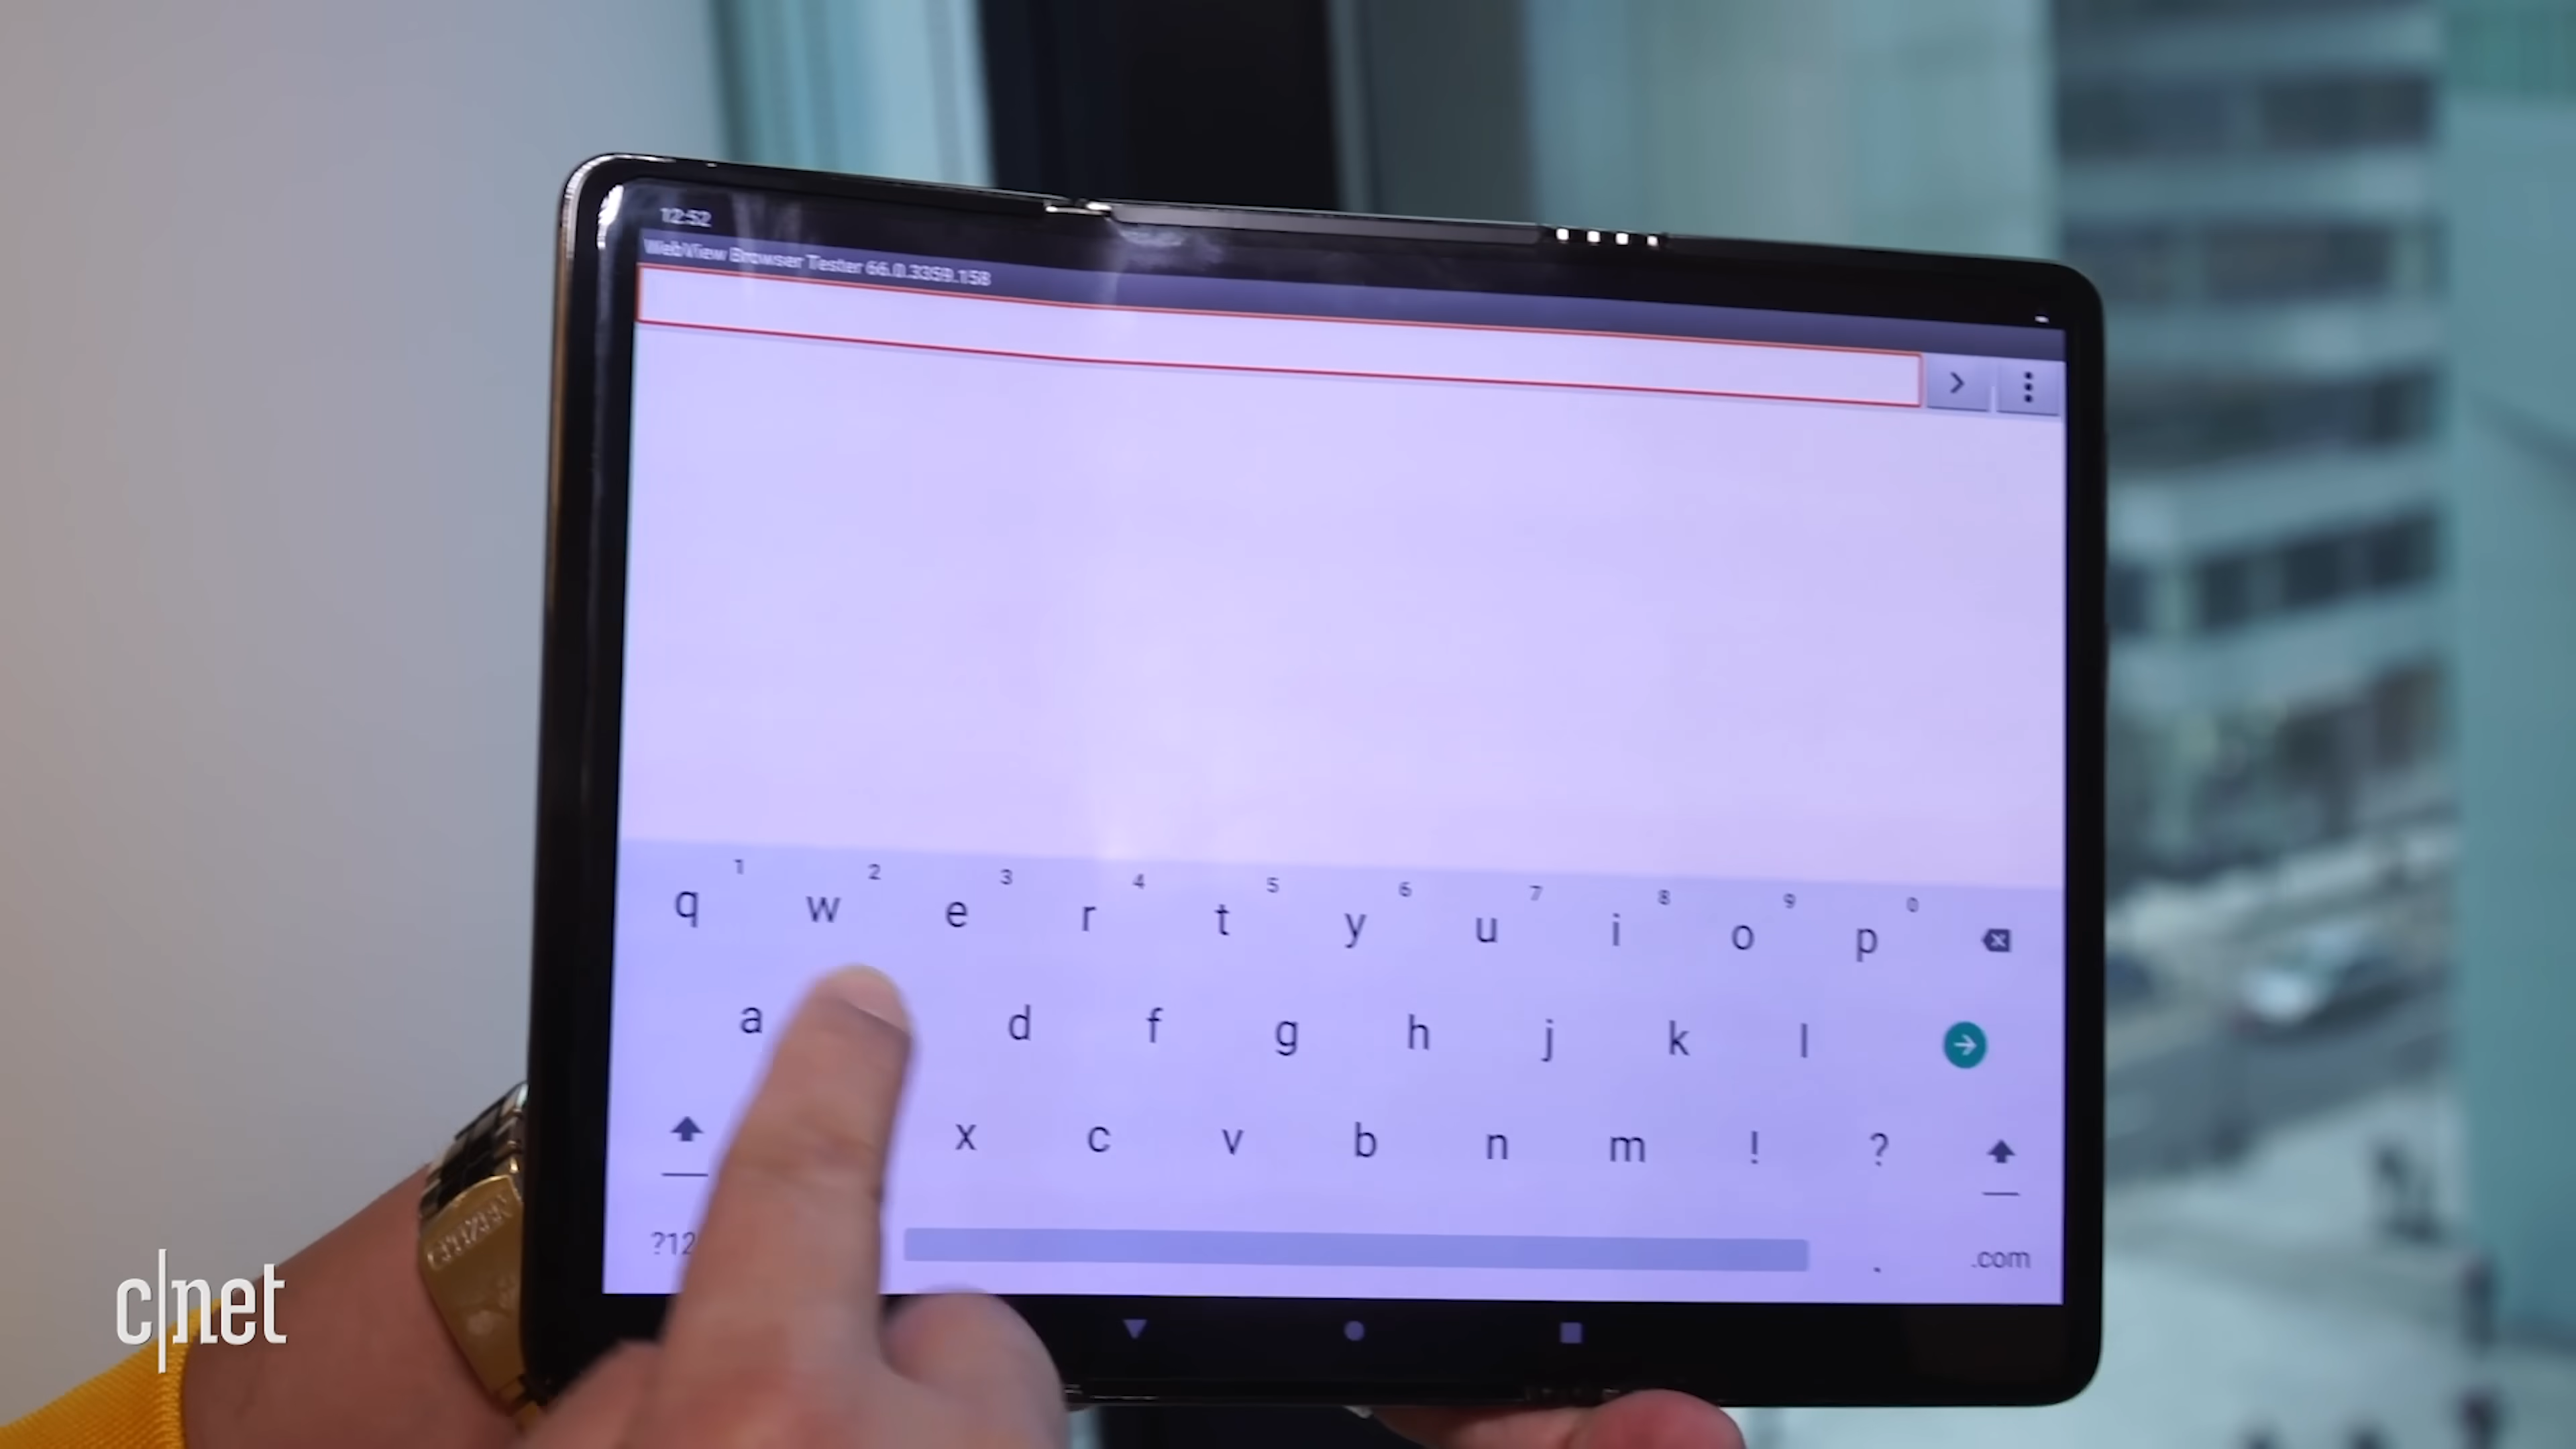 12:52
WebView Browser Tester 66.0.3359.158
1 2 3 4 5 6 7 8 9 0
q w e r t y u i o p
a d f g h j k l
x c v b n m ! ?
?12 . .com
CITIZEN
c|net